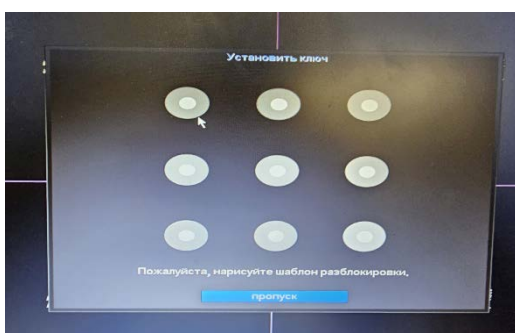 Установить ключ
Пожалуйста, нарисуйте шаблон разблокировки.
пропуск